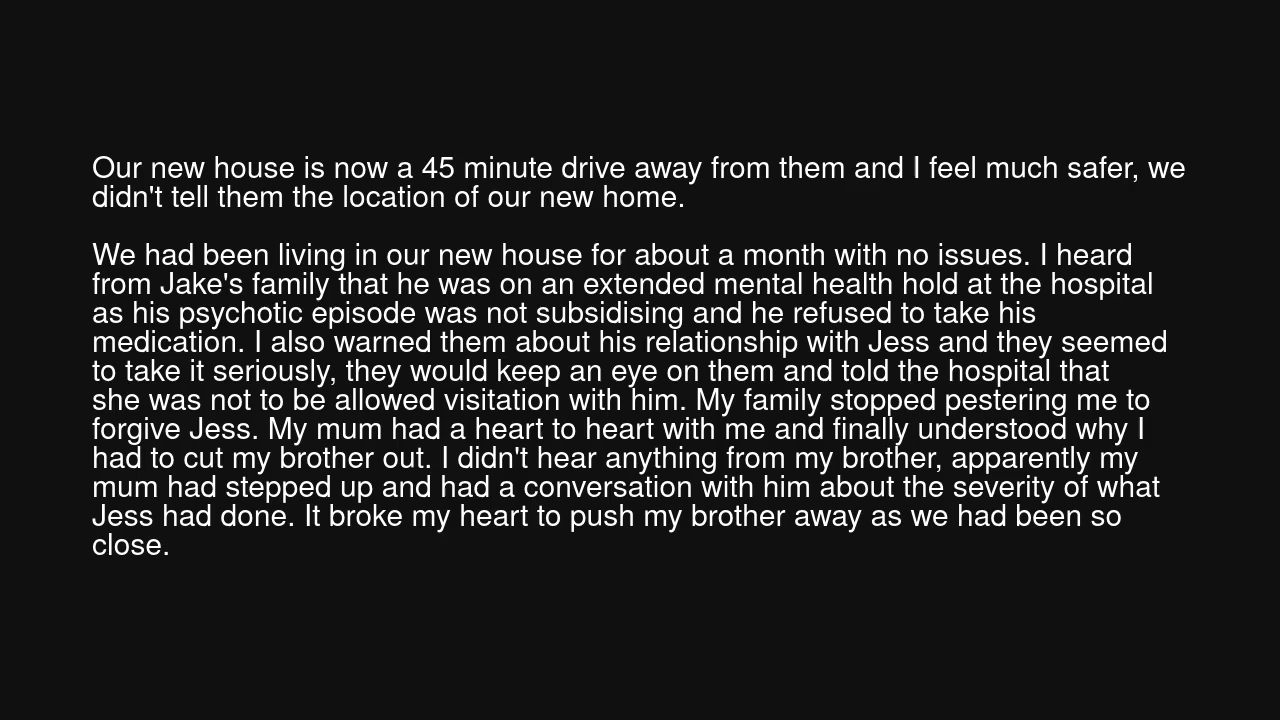 Our new house is now a 45 minute drive away from them and I feel much safer, we
didn't tell them the location of our new home.
We had been living in our new house for about a month with no issues. I heard
from Jake's family that he was on an extended mental health hold at the hospital
as his psychotic episode was not subsidising and he refused to take his
medication. I also warned them about his relationship with Jess and they seemed
to take it seriously, they would keep an eye on them and told the hospital that
she was not to be allowed visitation with him. My family stopped pestering me to
forgive Jess. My mum had a heart to heart with me and finally understood why I
had to cut my brother out. I didn't hear anything from my brother, apparently my
mum had stepped up and had a conversation with him about the severity of what
Jess had done. It broke my heart to push my brother away as we had been so
close.